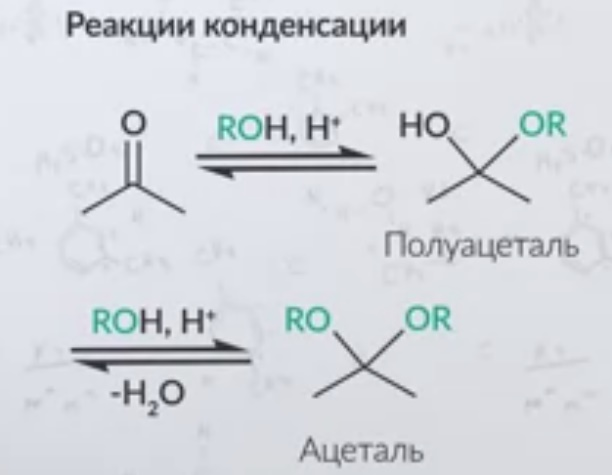 Реакции конденсации
O
ROH, H⁺
HO
OR
Полуацеталь
ROH, H⁺
-H₂O
RO
OR
Ацеталь